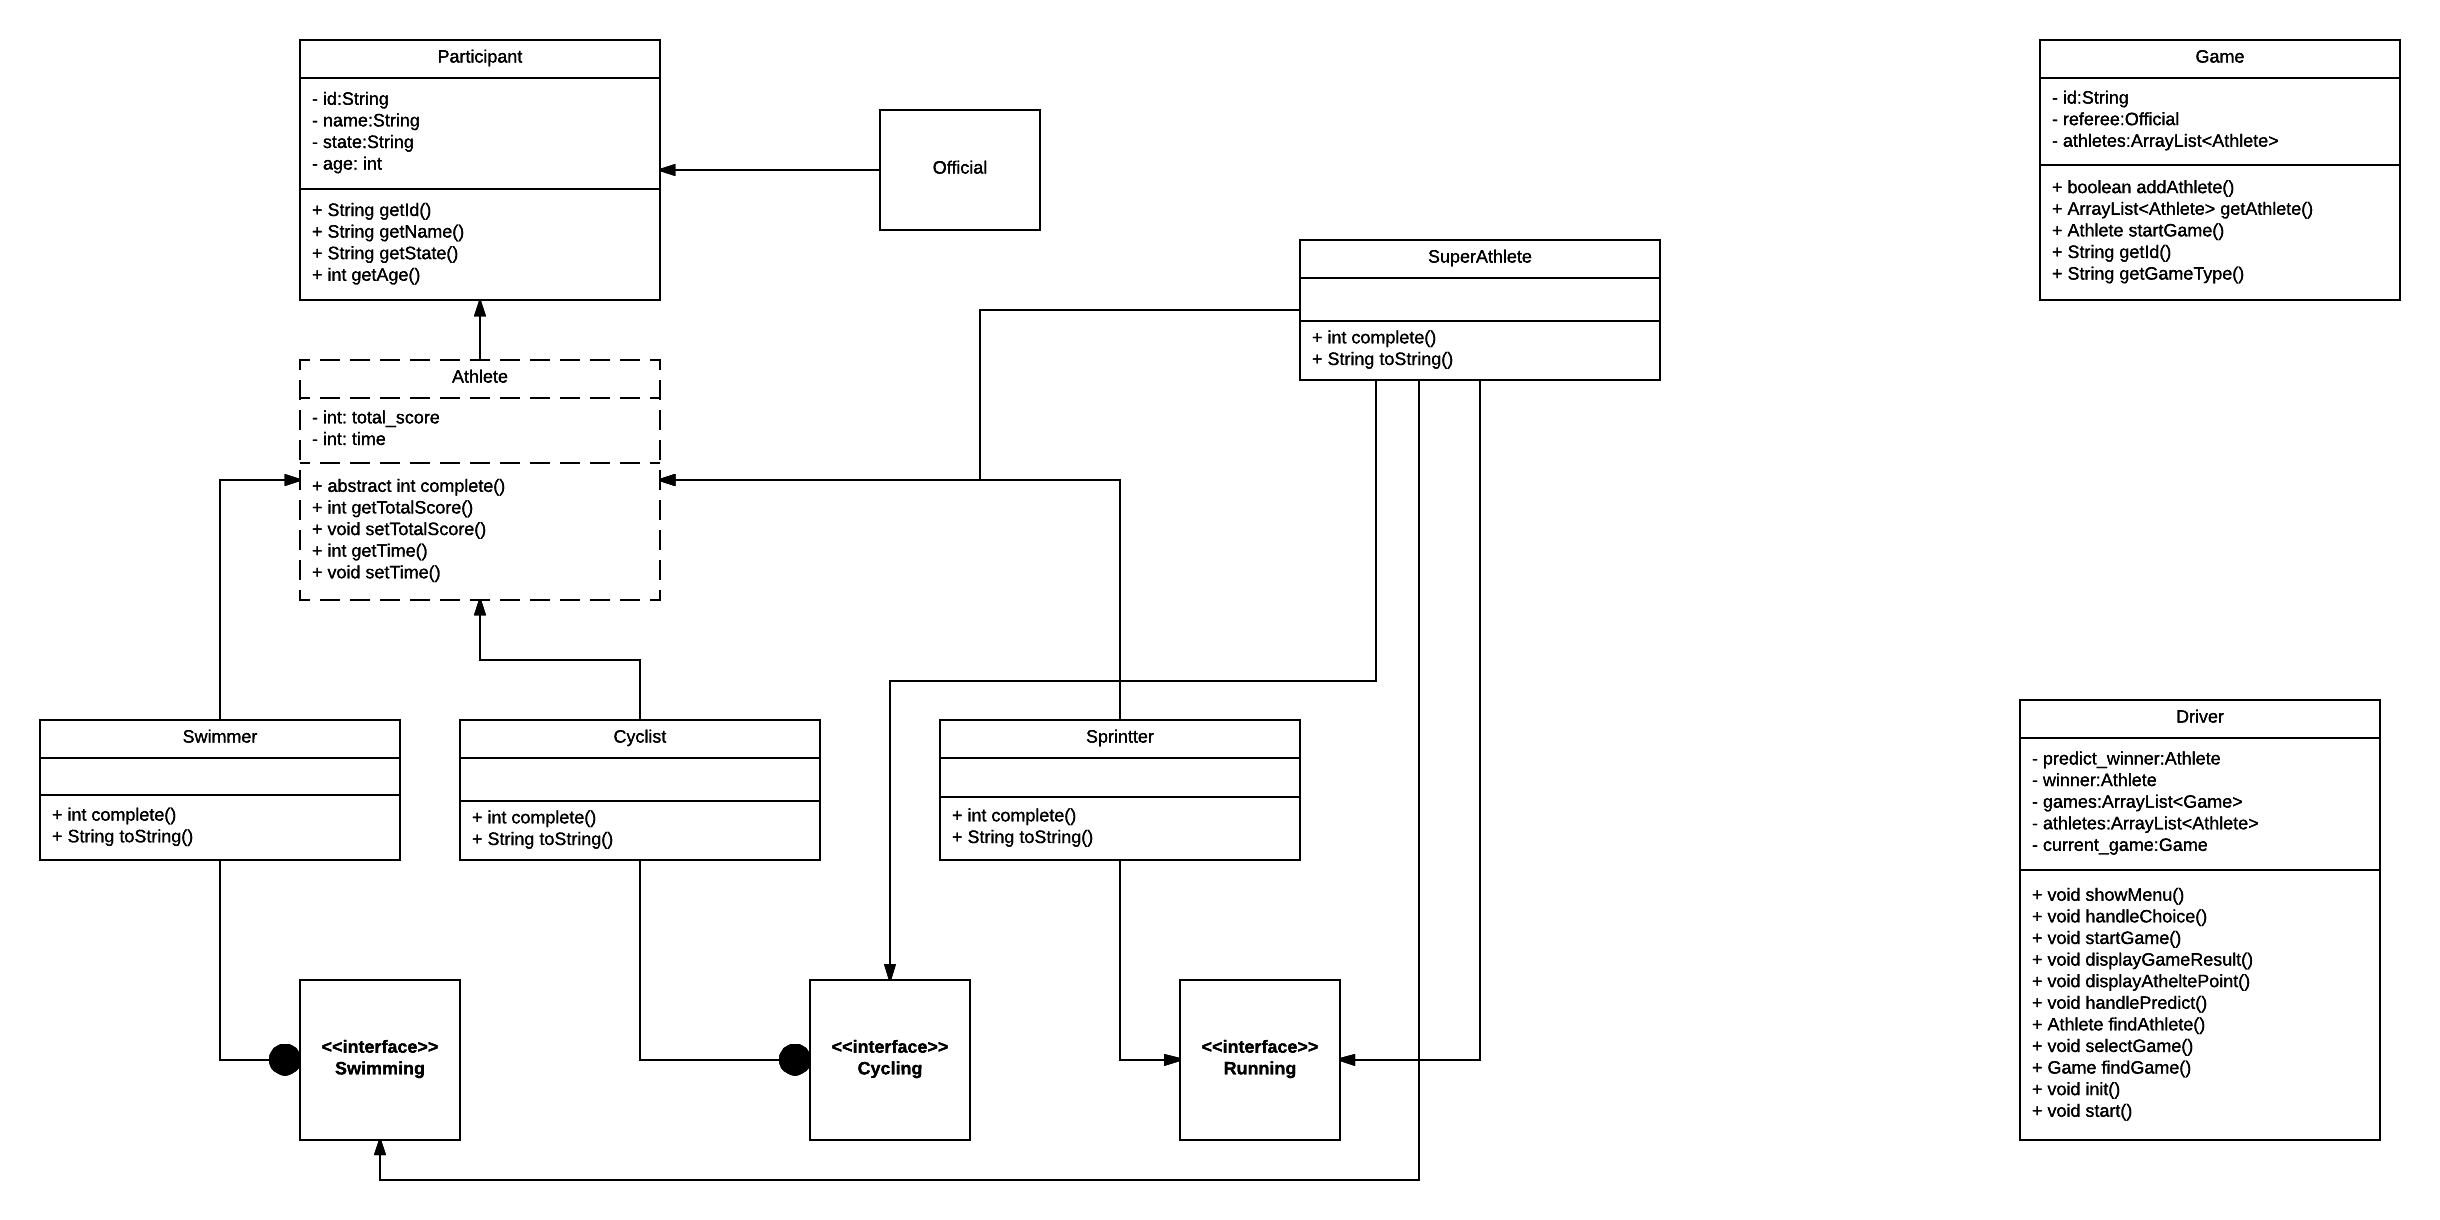 Participant
- id:String
- name:String
- state:String
- age: int
+ String getId()
+ String getName()
+ String getState()
+ int getAge()
Official
Game
- id:String
- referee:Official
- athletes:ArrayList<Athlete>
+ boolean addAthlete()
+ ArrayList<Athlete> getAthlete()
+ Athlete startGame()
+ String getId()
+ String getGameType()
SuperAthlete
+ int complete()
+ String toString()
Athlete
- int: total_score
- int: time
+ abstract int complete()
+ int getTotalScore()
+ void setTotalScore()
+ int getTime()
+ void setTime()
Swimmer
+ int complete()
+ String toString()
Cyclist
+ int complete()
+ String toString()
Sprintter
+ int complete()
+ String toString()
Driver
- predict_winner:Athlete
- winner:Athlete
- games:ArrayList<Game>
- athletes:ArrayList<Athlete>
- current_game:Game
+ void showMenu()
+ void handleChoice()
+ void startGame()
+ void displayGameResult()
+ void displayAtheltePoint()
+ void handlePredict()
+ Athlete findAthlete()
+ void selectGame()
+ Game findGame()
+ void init()
+ void start()
<<interface>>
Swimming
<<interface>>
Cycling
<<interface>>
Running